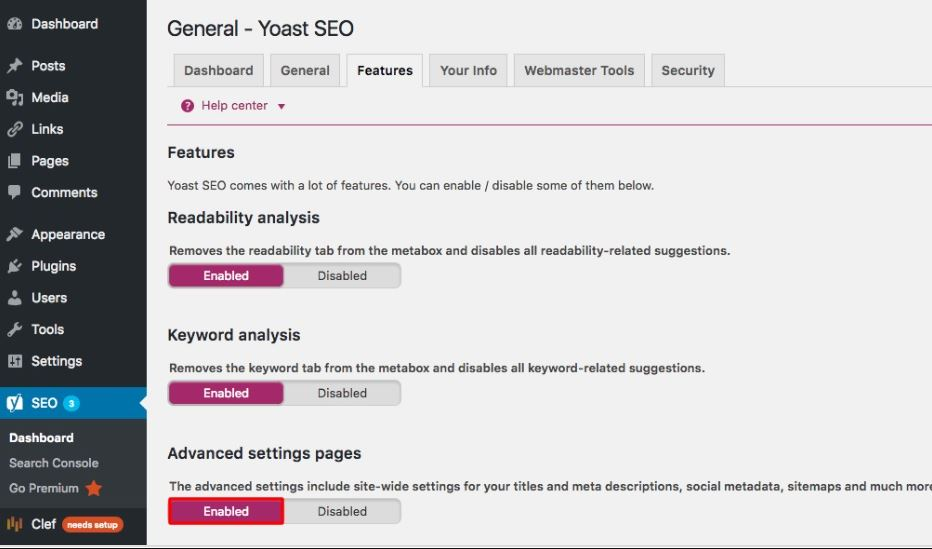 Dashboard
Posts
Media
Links
Pages
Comments
Appearance
Plugins
Users
Tools
Settings
SEO 3
Dashboard
Search Console
Go Premium
Clef needs setup
General - Yoast SEO
Dashboard General Features Your Info Webmaster Tools Security
? Help center
Features
Yoast SEO comes with a lot of features. You can enable / disable some of them below.
Readability analysis
Removes the readability tab from the metabox and disables all readability-related suggestions.
Enabled Disabled
Keyword analysis
Removes the keyword tab from the metabox and disables all keyword-related suggestions.
Enabled Disabled
Advanced settings pages
The advanced settings include site-wide settings for your titles and meta descriptions, social metadata, sitemaps and much more
Enabled Disabled